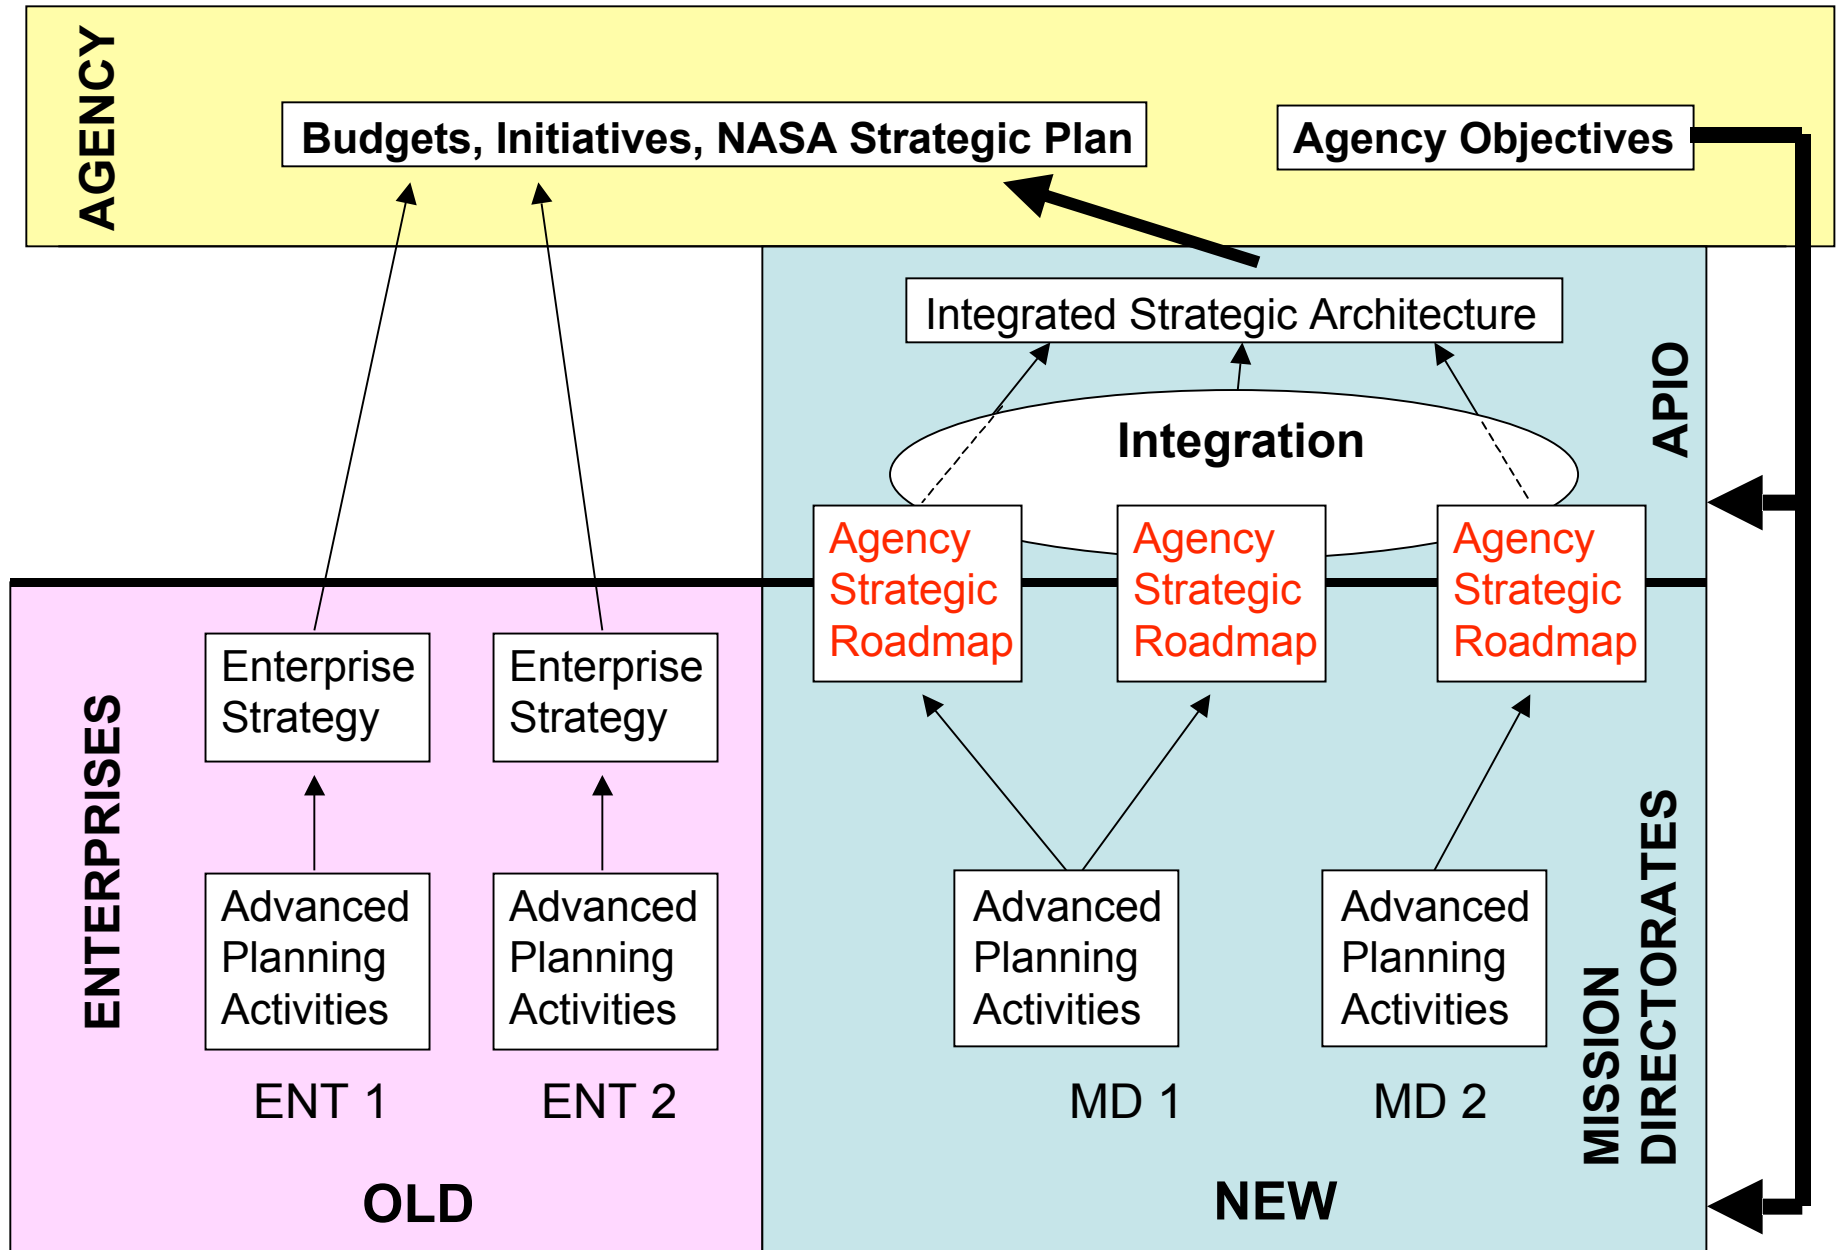 AGENCY
Budgets, Initiatives, NASA Strategic Plan
Agency Objectives
Integrated Strategic Architecture
APIO
Integration
Agency
Strategic
Roadmap
Agency
Strategic
Roadmap
Agency
Strategic
Roadmap
ENTERPRISES
Enterprise
Strategy
Enterprise
Strategy
Advanced
Planning
Activities
Advanced
Planning
Activities
Advanced
Planning
Activities
Advanced
Planning
Activities
MISSION
DIRECTORATES
ENT 1
ENT 2
MD 1
MD 2
OLD
NEW